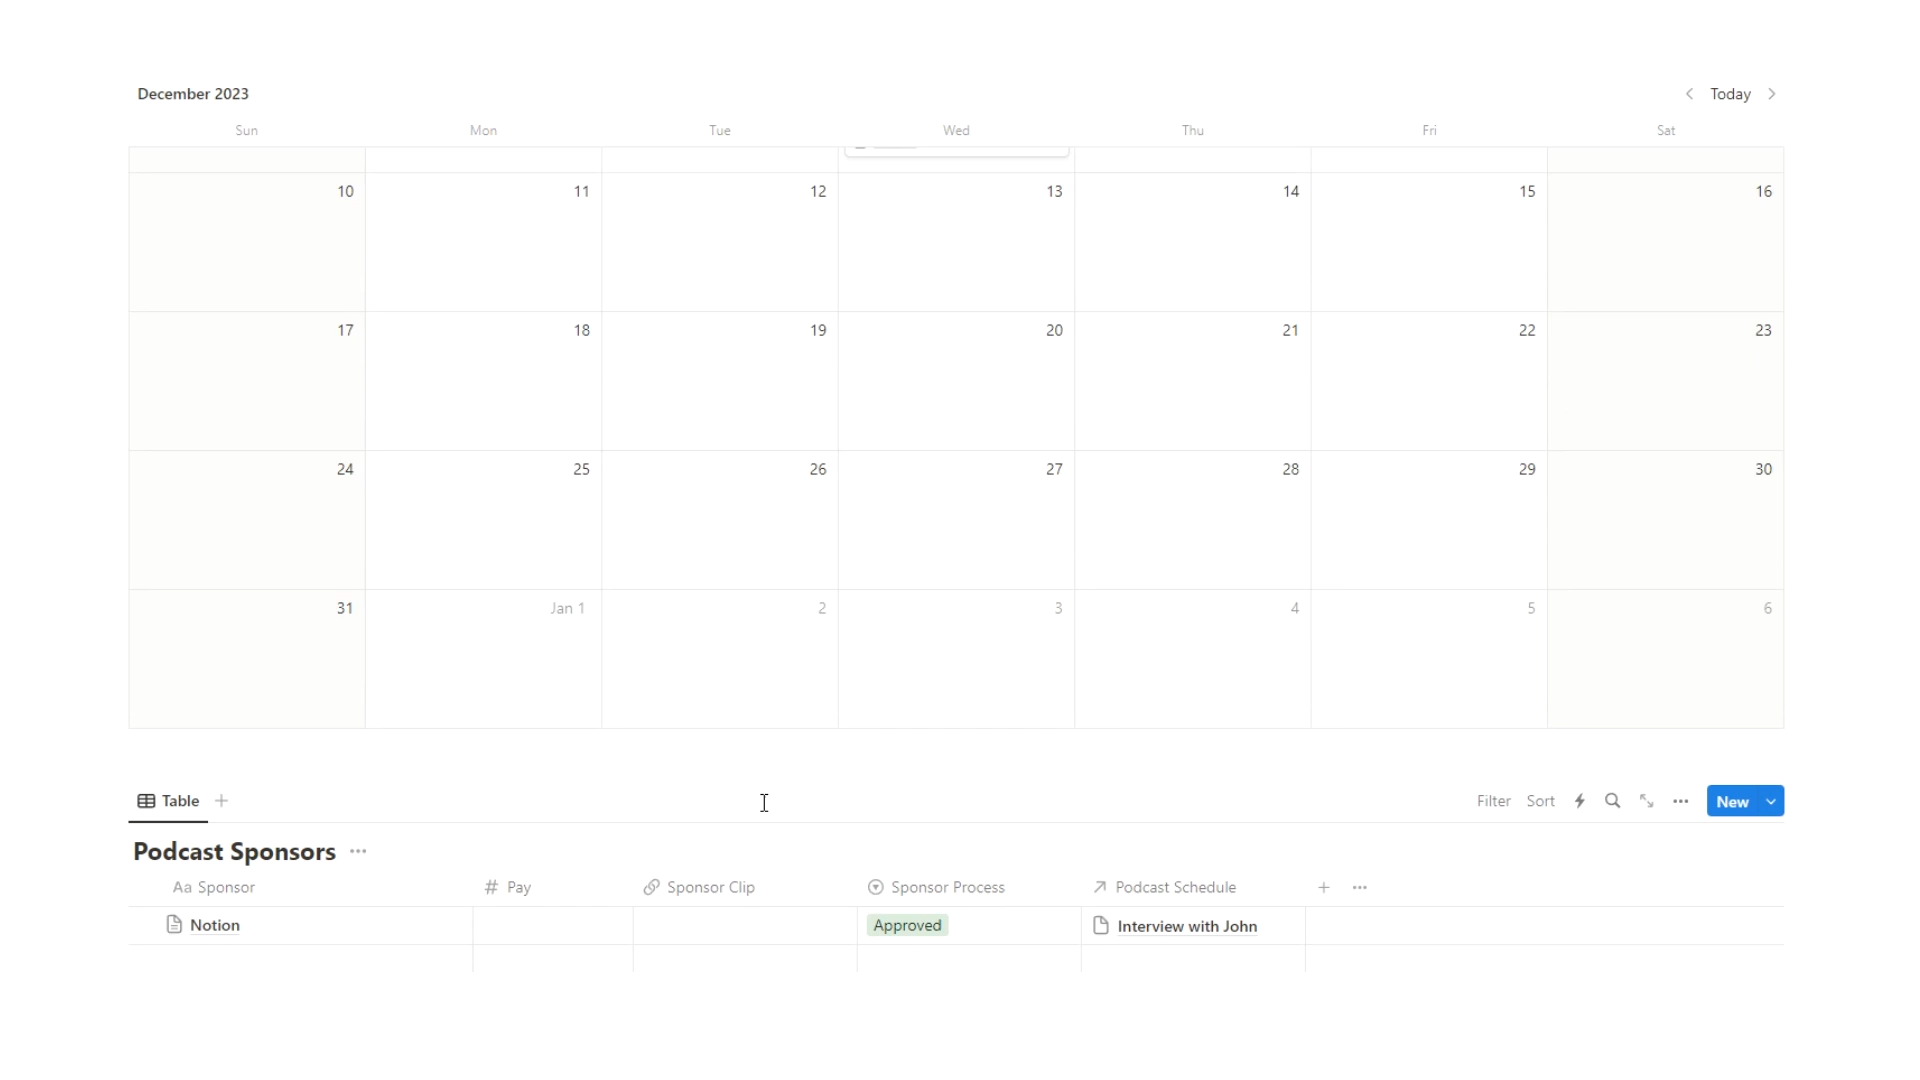 December 2023 Today
Sun Mon Tue Wed Thu Fri Sat
10 11 12 13 14 15 16
17 18 19 20 21 22 23
24 25 26 27 28 29 30
31 Jan 1 2 3 4 5 6
Table Filter Sort New
Podcast Sponsors
Aa Sponsor # Pay Sponsor Clip Sponsor Process Podcast Schedule
Notion Approved Interview with John